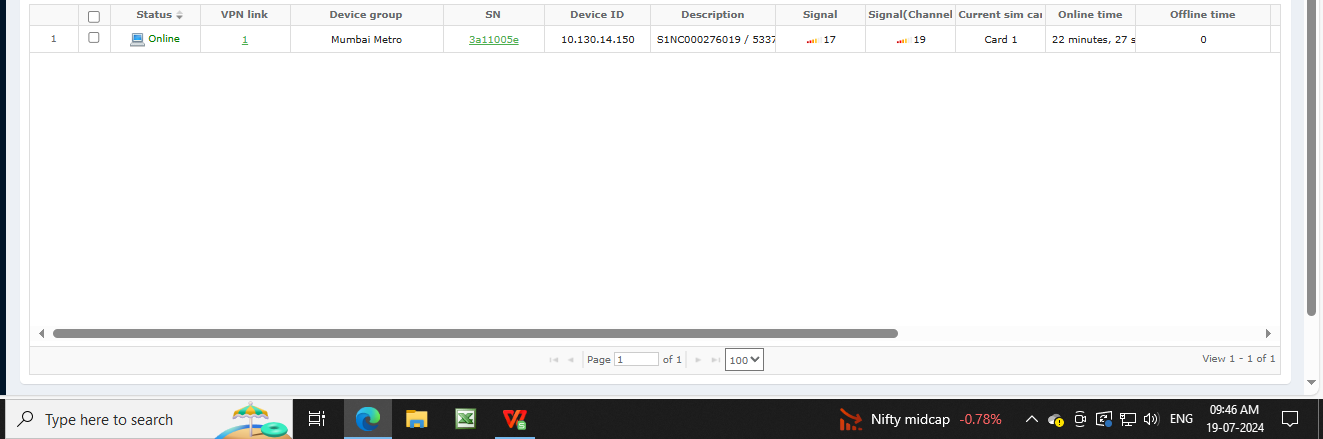 Status VPN link Device group SN Device ID Description Signal Signal(Channel Current sim car Online time Offline time
1 Online 1 Mumbai Metro 3a11005e 10.130.14.150 S1NC000276019 / 5337 17 19 Card 1 22 minutes, 27 s 0
Page 1 of 1 100 View 1 - 1 of 1
Type here to search Nifty midcap -0.78% ENG 09:46 AM
19-07-2024